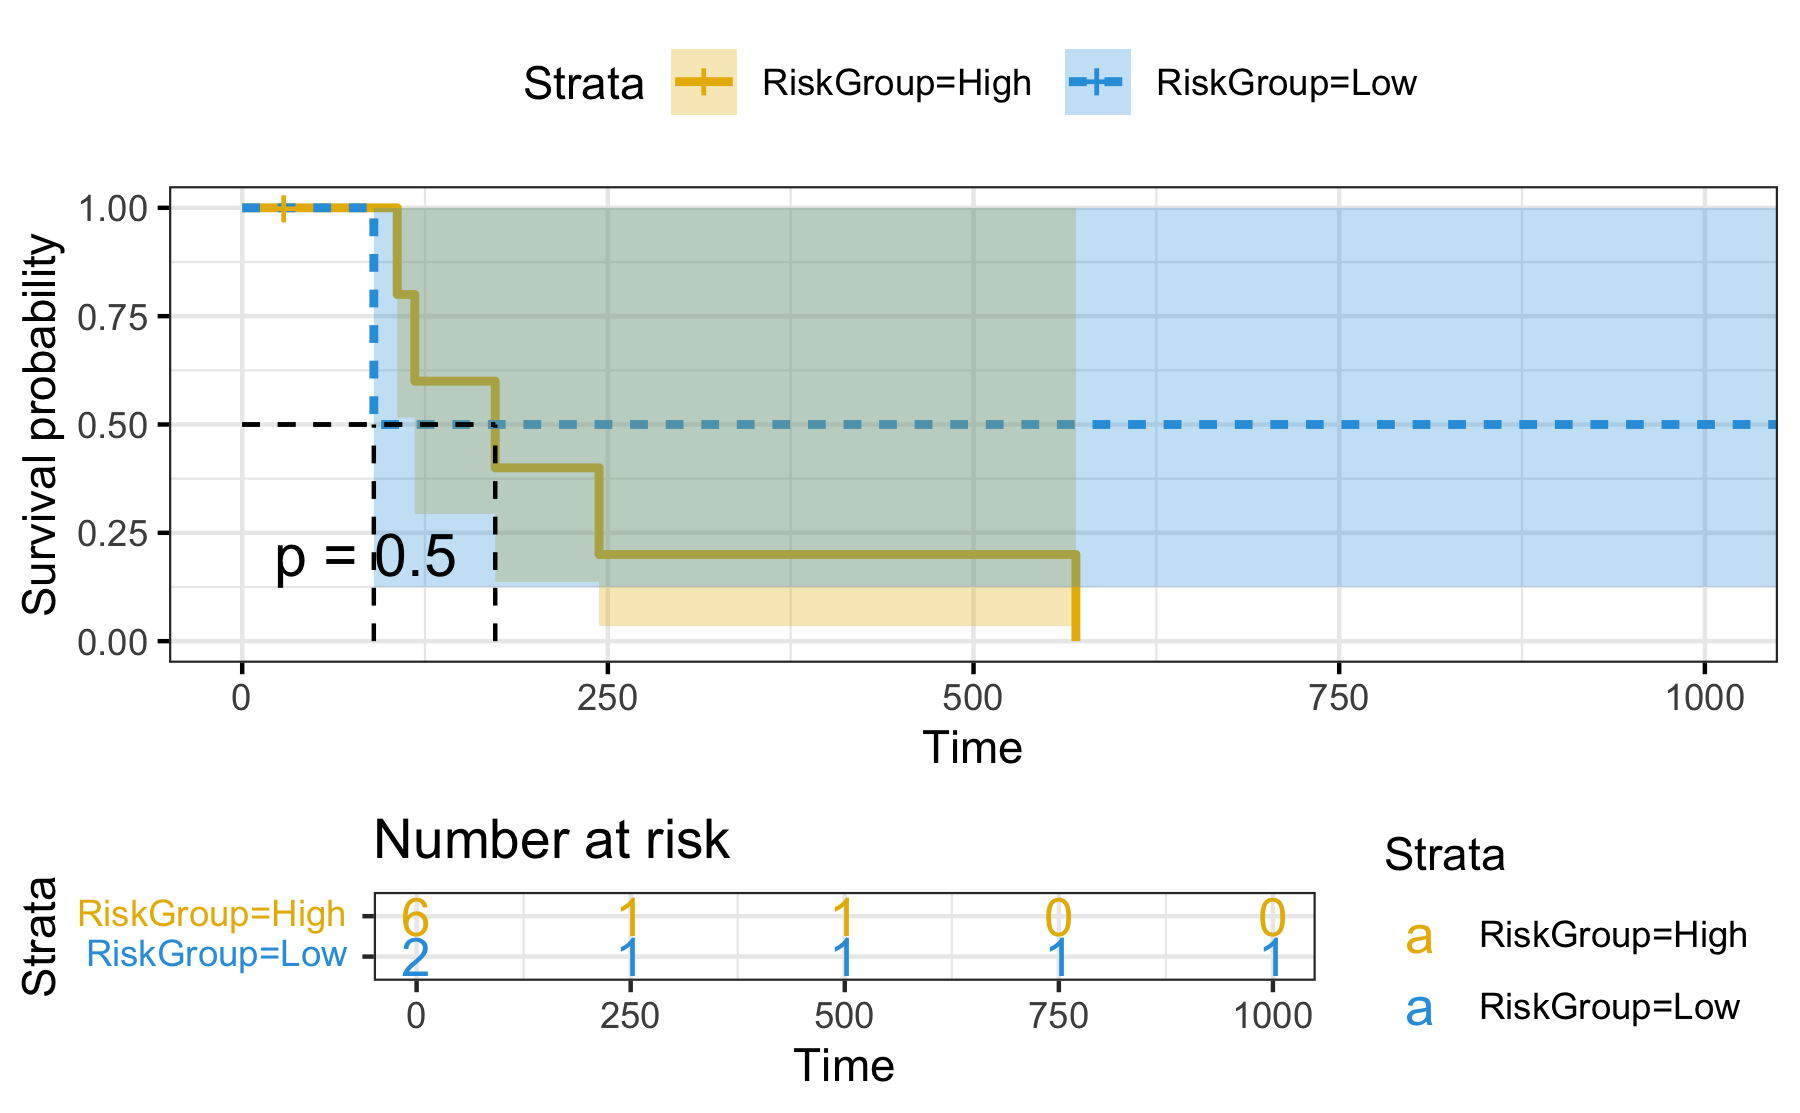 Strata RiskGroup=High RiskGroup=Low
Survival probability
1.00
0.75
0.50
0.25
0.00
p = 0.5
0 250 500 750 1000
Time
Number at risk
Strata
RiskGroup=High 6 1 1 0 0
RiskGroup=Low 2 1 1 1 1
0 250 500 750 1000
Time
Strata
a RiskGroup=High
a RiskGroup=Low